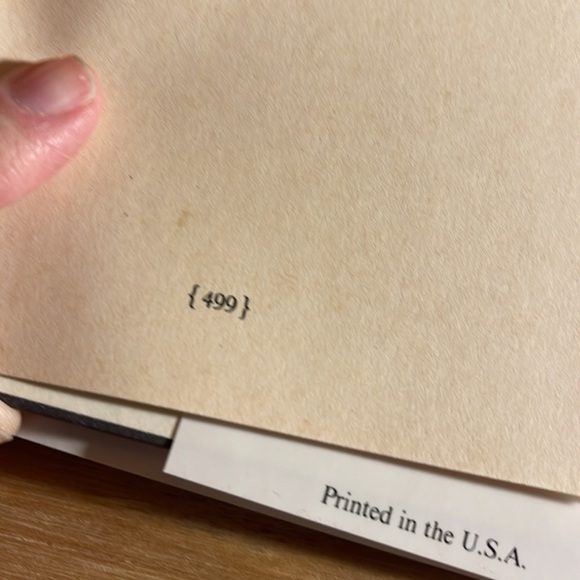 { 499 }
Printed in the U.S.A.